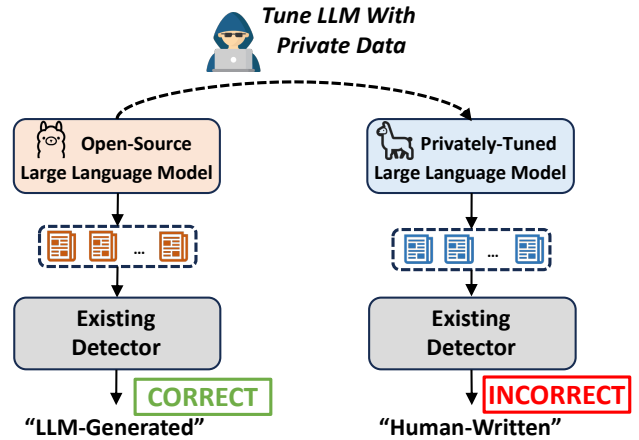 Tune LLM With
Private Data
Open-Source
Large Language Model
Privately-Tuned
Large Language Model
...
...
Existing
Detector
Existing
Detector
CORRECT
INCORRECT
“LLM-Generated”
“Human-Written”